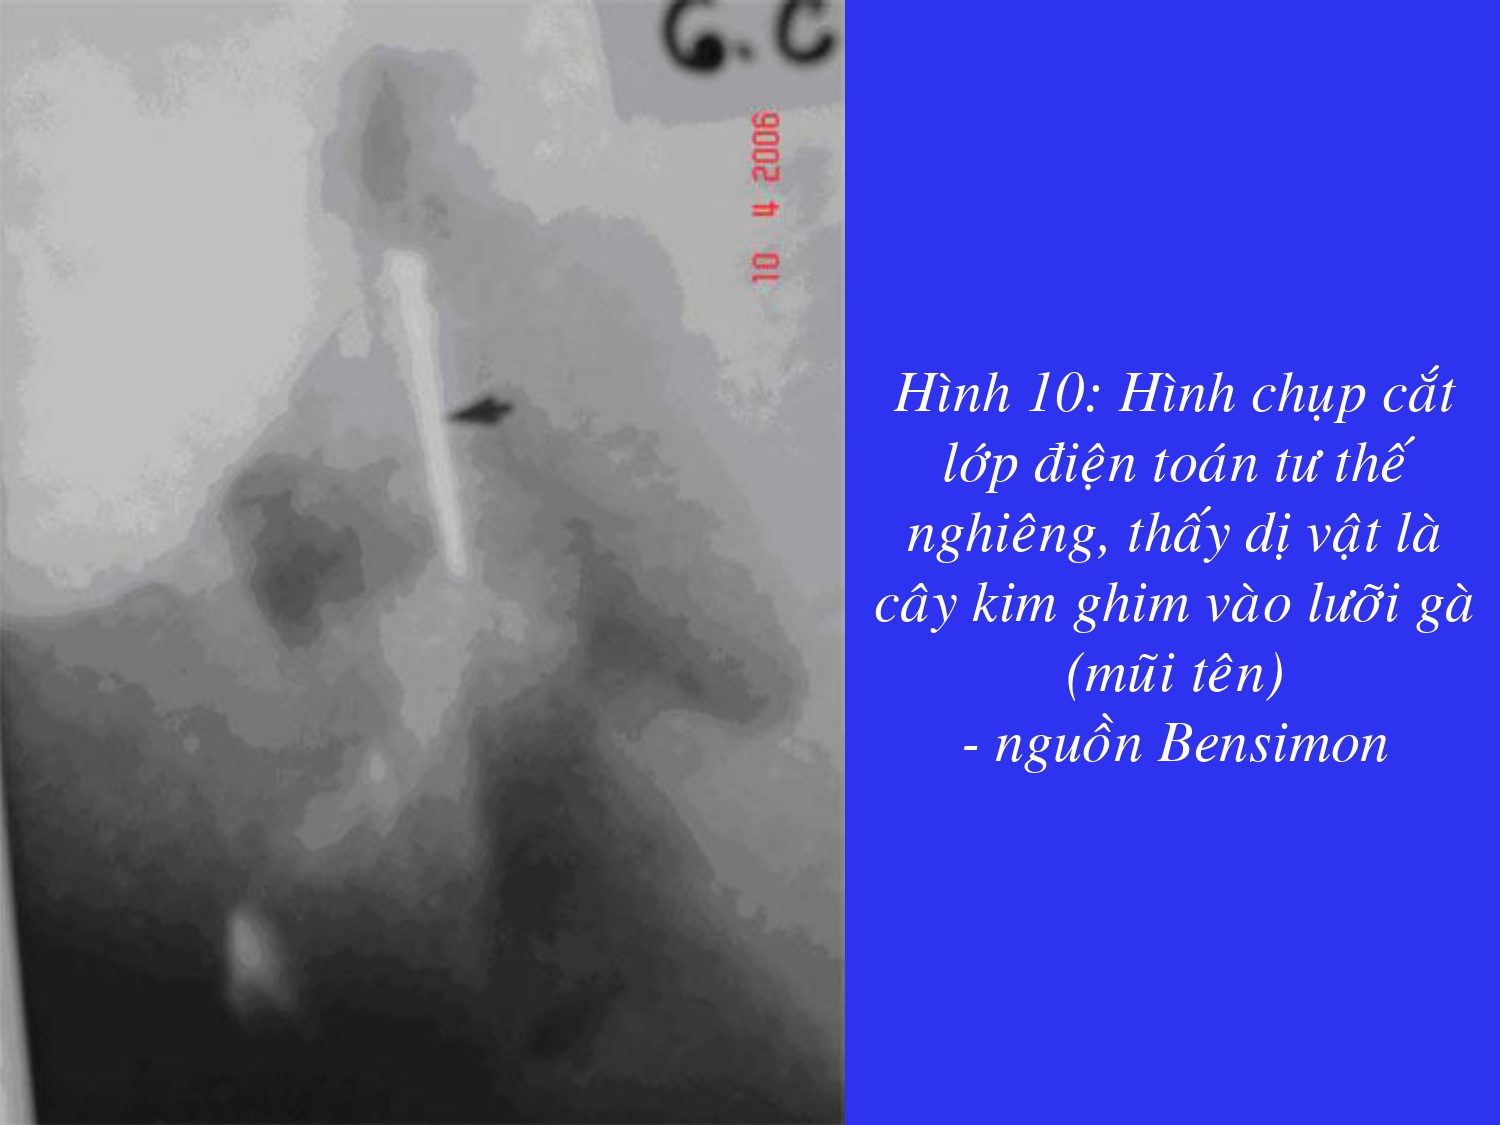 G.C
10 4 2006
Hình 10: Hình chụp cắt
lớp điện toán tư thế
nghiêng, thấy dị vật là
cây kim ghim vào lưỡi gà
(mũi tên)
- nguồn Bensimon